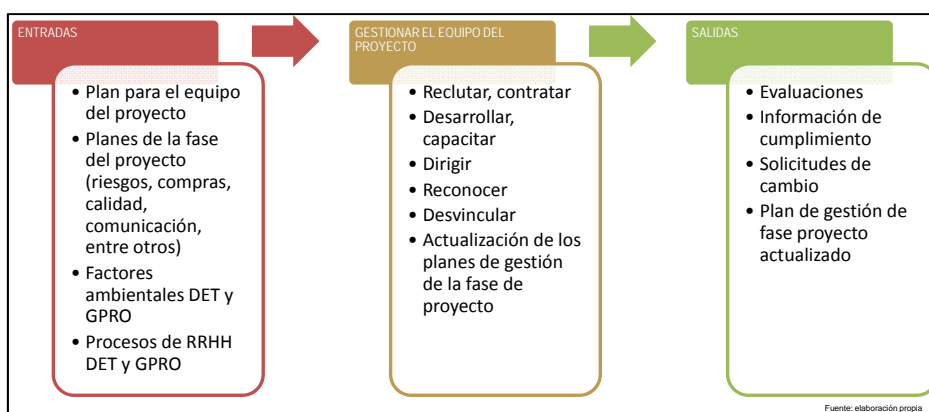 ENTRADAS
• Plan para el equipo
del proyecto
• Planes de la fase
del proyecto
(riesgos, compras,
calidad,
comunicación,
entre otros)
• Factores
ambientales DET y
GPRO
• Procesos de RRHH
DET y GPRO
GESTIONAR EL EQUIPO DEL
PROYECTO
• Reclutar, contratar
• Desarrollar,
capacitar
• Dirigir
• Reconocer
• Desvincular
• Actualización de los
planes de gestión
de la fase de
proyecto
SALIDAS
• Evaluaciones
• Información de
cumplimiento
• Solicitudes de
cambio
• Plan de gestión de
fase proyecto
actualizado
Fuente: elaboración propia